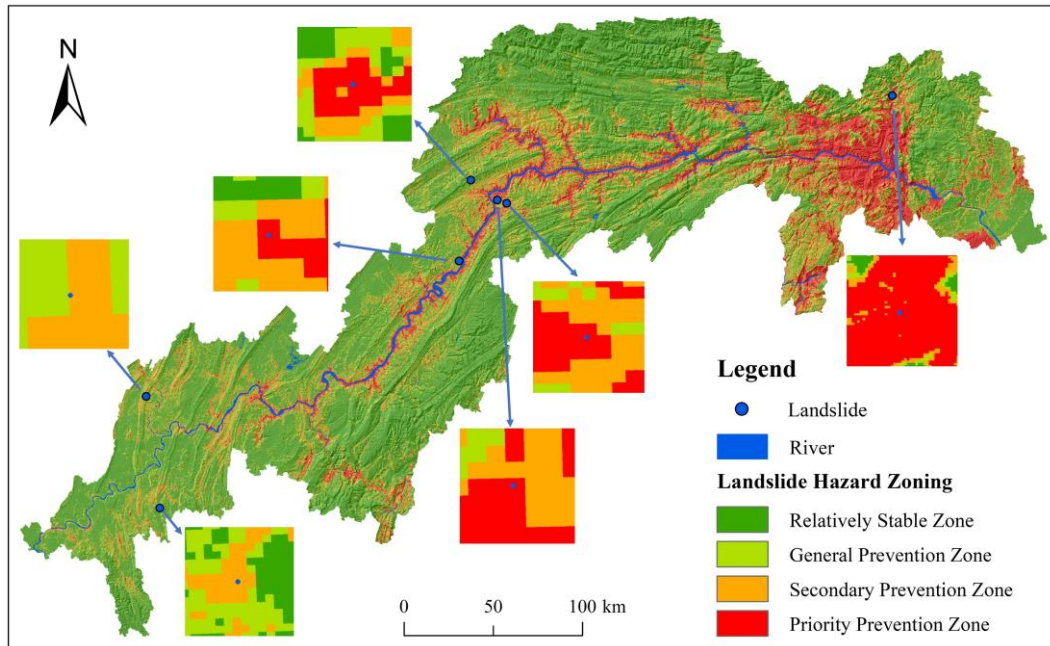 N
Legend
Landslide
River
Landslide Hazard Zoning
Relatively Stable Zone
General Prevention Zone
Secondary Prevention Zone
Priority Prevention Zone
0 50 100 km